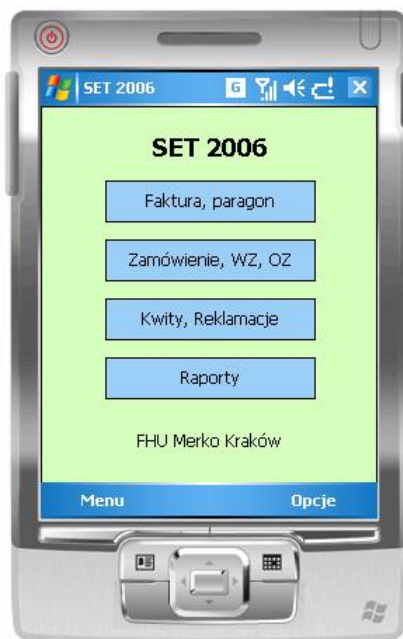 SET 2006
G
SET 2006
Faktura, paragon
Zamówienie, WZ, OZ
Kwity, Reklamacje
Raporty
FHU Merko Kraków
Menu
Opcje